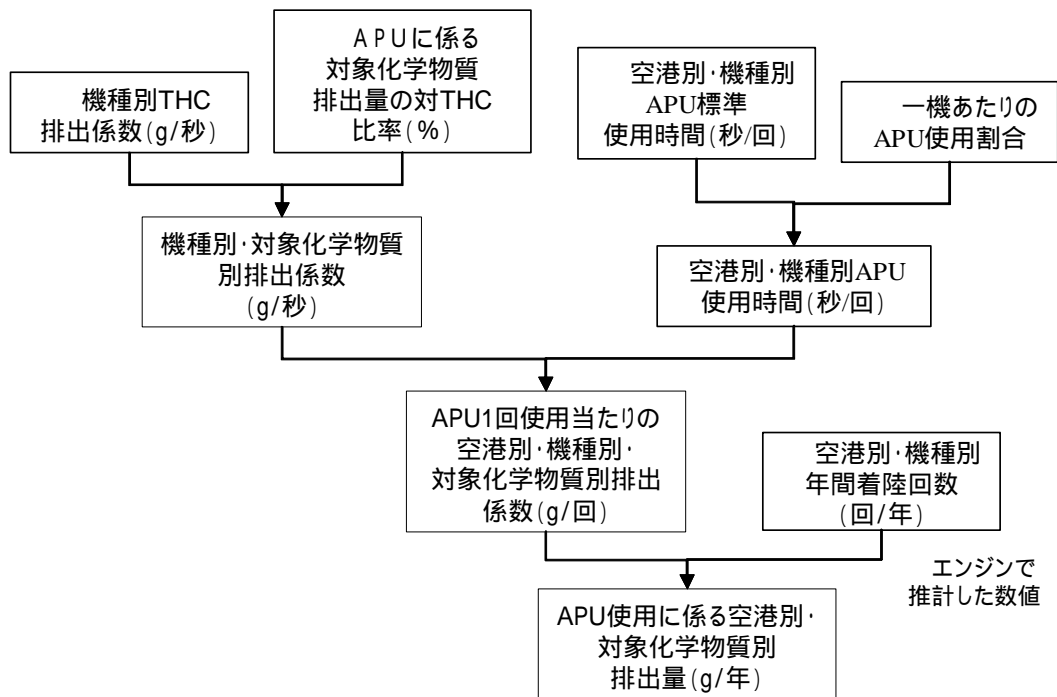 機種別THC
排出係数(g/秒)
ＡＰＵに係る
対象化学物質
排出量の対THC
比率(%)
空港別・機種別
APU標準
使用時間(秒/回)
一機あたりの
APU使用割合
機種別・対象化学物質
別排出係数
(g/秒)
空港別・機種別APU
使用時間(秒/回)
APU1回使用当たりの
空港別・機種別・
対象化学物質別排出
係数(g/回)
空港別・機種別
年間着陸回数
(回/年)
エンジンで
推計した数値
APU使用に係る空港別・
対象化学物質別
排出量(g/年)